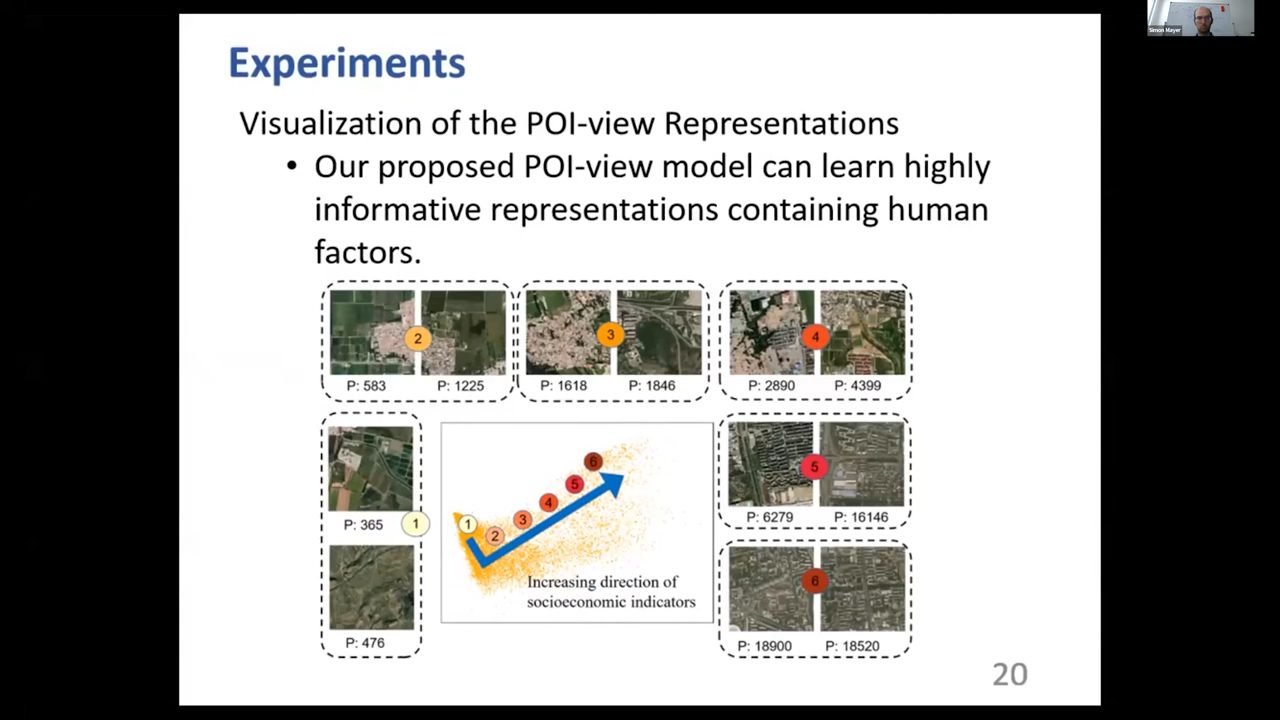 Experiments
Simon Mayer
Visualization of the POI-view Representations
• Our proposed POI-view model can learn highly
informative representations containing human
factors.
2
3
4
P: 583 P: 1225
P: 1618 P: 1846
P: 2890 P: 4399
P: 365
1
P: 476
1
2
3
4
5
6
Increasing direction of
socioeconomic indicators
5
P: 6279 P: 16146
6
P: 18900 P: 18520
20